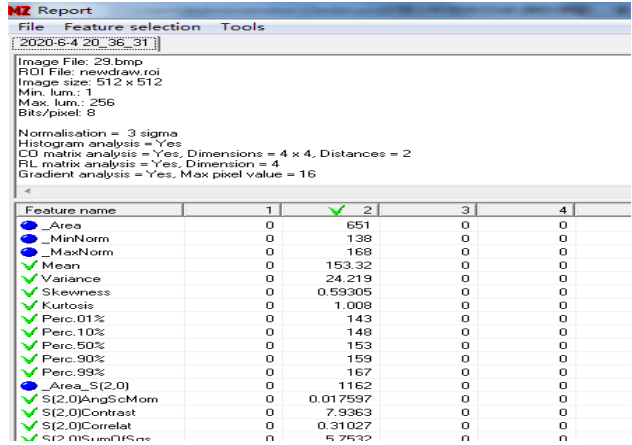 MZ Report
File Feature selection Tools
2020-6-4 20_36_31
Image File: 29.bmp
ROI File: newdraw.roi
Image size: 512 x 512
Min. lum.: 1
Max. lum.: 256
Bits/pixel: 8
Normalisation = 3 sigma
Histogram analysis = Yes
CO matrix analysis = Yes, Dimensions = 4 x 4, Distances = 2
RL matrix analysis = Yes, Dimension = 4
Gradient analysis = Yes, Max pixel value = 16
Feature name 1 2 3 4
_Area 0 651 0 0
_MinNorm 0 138 0 0
_MaxNorm 0 168 0 0
Mean 0 153.32 0 0
Variance 0 24.219 0 0
Skewness 0 0.59305 0 0
Kurtosis 0 1.008 0 0
Perc.01% 0 143 0 0
Perc.10% 0 148 0 0
Perc.50% 0 153 0 0
Perc.90% 0 159 0 0
Perc.99% 0 167 0 0
_Area_S(2,0) 0 1162 0 0
S(2,0)AngScMom 0 0.017597 0 0
S(2,0)Contrast 0 7.9363 0 0
S(2,0)Correlat 0 0.31027 0 0
S(2,0)SumOfSqs 0 5.7532 0 0